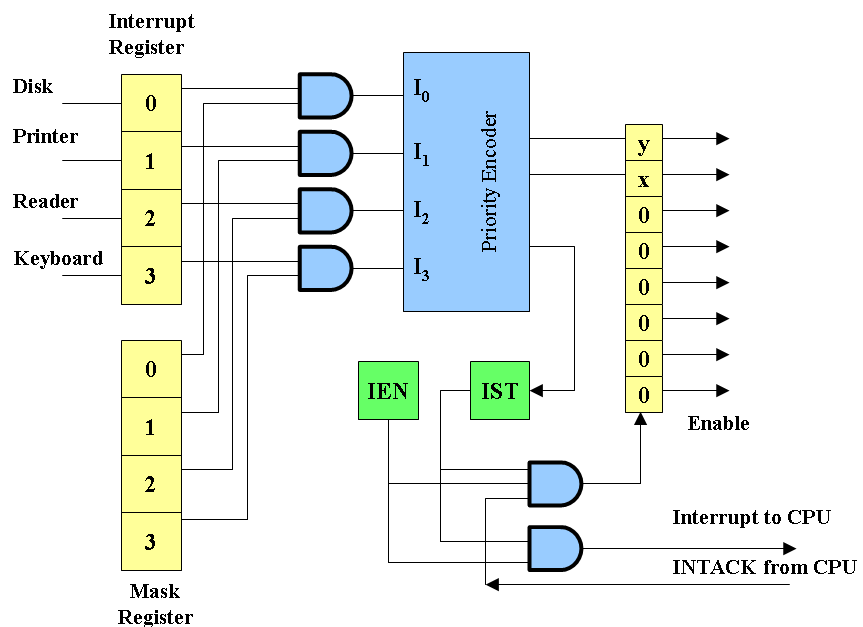 Interrupt
Register
Disk
Printer
Reader
Keyboard
0
1
2
3
I0
I1
I2
I3
Priority Encoder
y
x
0
0
0
0
0
0
Enable
0
1
2
3
Mask
Register
IEN
IST
Interrupt to CPU
INTACK from CPU